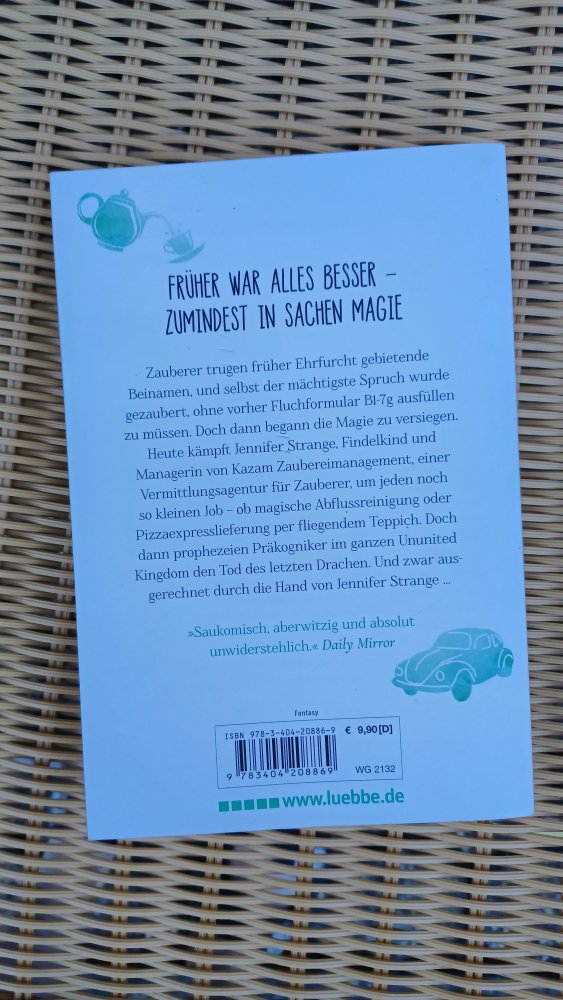 FRÜHER WAR ALLES BESSER –
ZUMINDEST IN SACHEN MAGIE
Zauberer trugen früher Ehrfurcht gebietende
Beinamen, und selbst der mächtigste Spruch wurde
gezaubert, ohne vorher Fluchformular B1-7g ausfüllen
zu müssen. Doch dann begann die Magie zu versiegen.
Heute kämpft Jennifer Strange, Findelkind und
Managerin von Kazam Zaubereimanagement, einer
Vermittlungsagentur für Zauberer, um jeden noch
so kleinen Job – ob magische Abflussreinigung oder
Pizzaexpresslieferung per fliegendem Teppich. Doch
dann prophezeien Präkogniker im ganzen Ununited
Kingdom den Tod des letzten Drachen. Und zwar aus-
gerechnet durch die Hand von Jennifer Strange ...
»Saukomisch, aberwitzig und absolut
unwiderstehlich.« Daily Mirror
Fantasy
ISBN 978-3-404-20886-9
€ 9,90[D]
9 783404 208869
WG 2132
www.luebbe.de